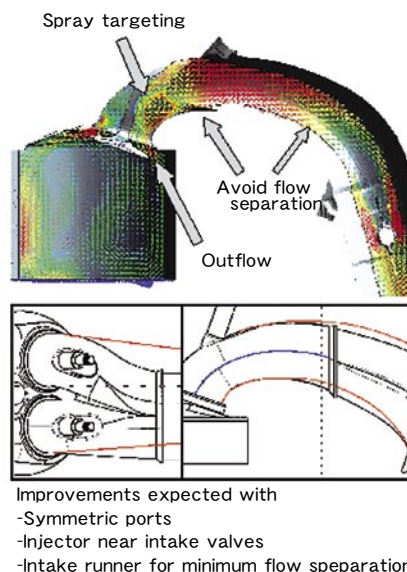 Spray targeting
Avoid flow
separation
Outflow
Improvements expected with
-Symmetric ports
-Injector near intake valves
-Intake runner for minimum flow speparation